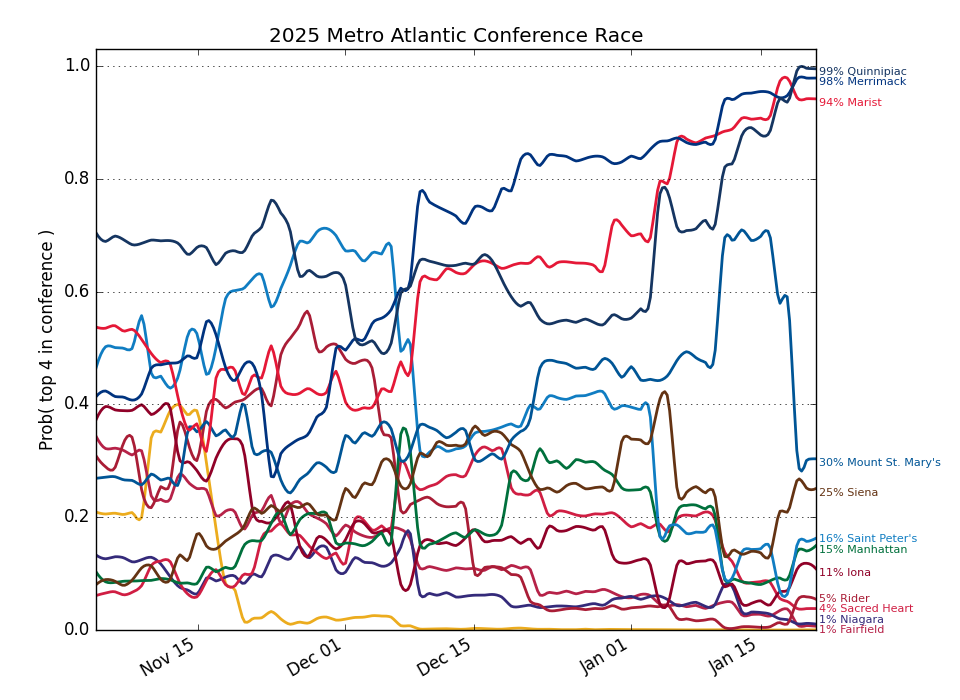 2025 Metro Atlantic Conference Race
Prob( top 4 in conference )
1.0
0.8
0.6
0.4
0.2
0.0
Nov 15
Dec 01
Dec 15
Jan 01
Jan 15
99% Quinnipiac
98% Merrimack
94% Marist
30% Mount St. Mary's
25% Siena
16% Saint Peter's
15% Manhattan
11% Iona
5% Rider
4% Sacred Heart
1% Niagara
1% Fairfield